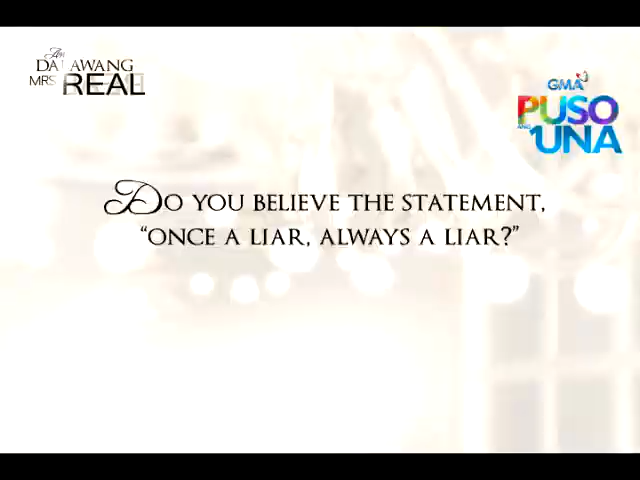 Ang
DALAWANG
MRS REAL
GMA
PUSO
ANG
UNA
DO YOU BELIEVE THE STATEMENT,
“ONCE A LIAR, ALWAYS A LIAR?”